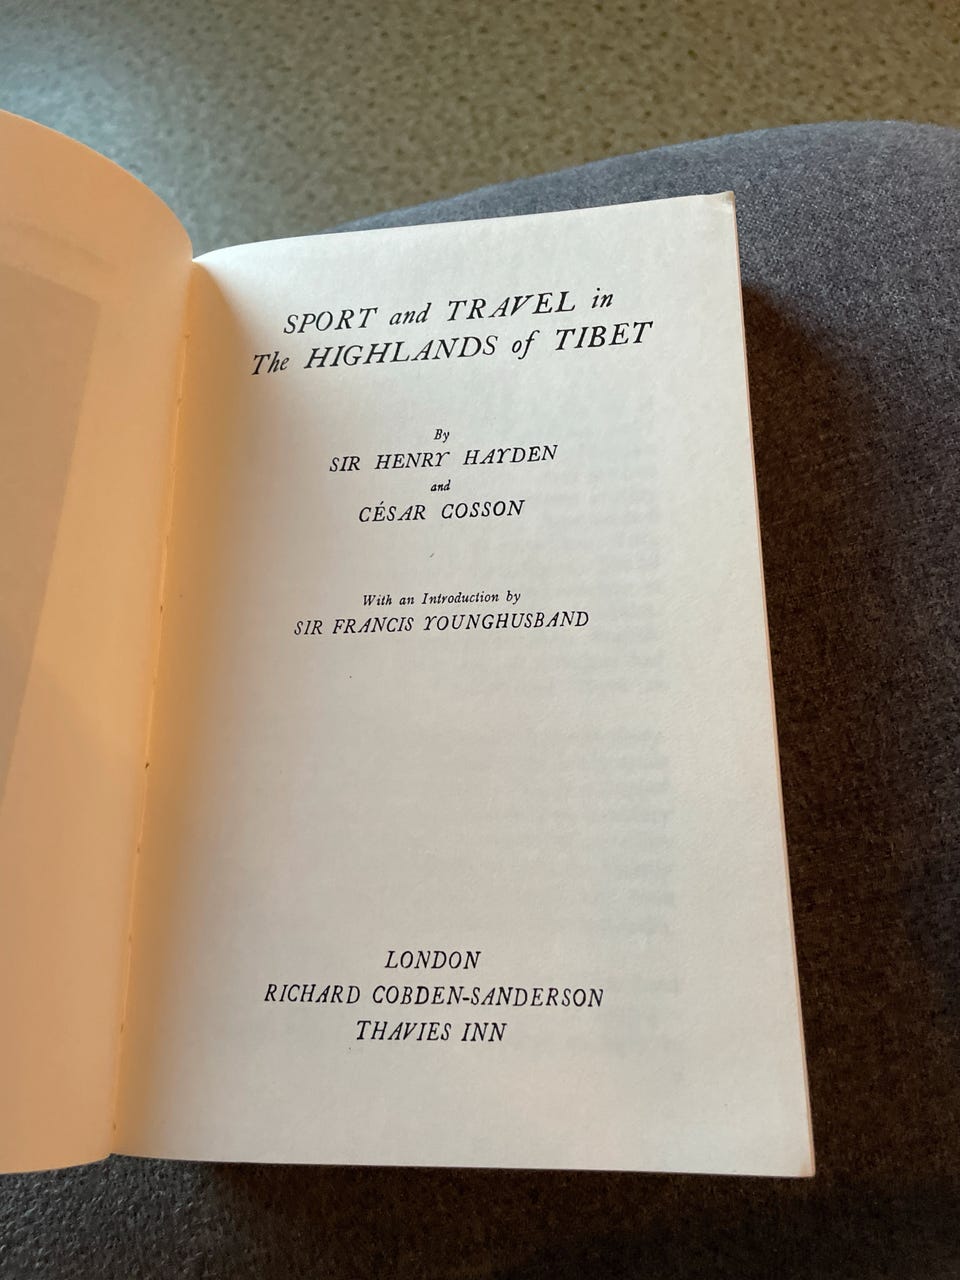 SPORT and TRAVEL in
The HIGHLANDS of TIBET
By
SIR HENRY HAYDEN
and
CÉSAR COSSON
With an Introduction by
SIR FRANCIS YOUNGHUSBAND
LONDON
RICHARD COBDEN-SANDERSON
THAVIES INN